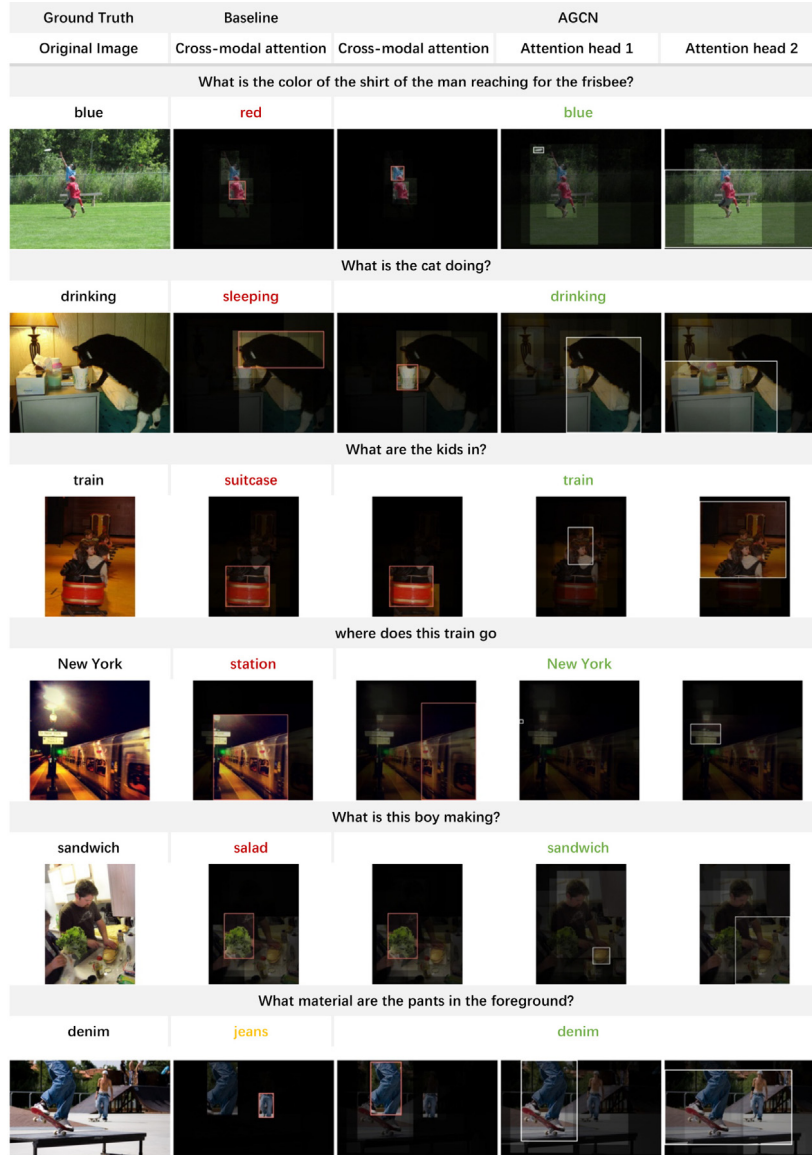 Ground Truth Baseline AGCN
Original Image Cross-modal attention Cross-modal attention Attention head 1 Attention head 2
What is the color of the shirt of the man reaching for the frisbee?
blue red blue
What is the cat doing?
drinking sleeping drinking
What are the kids in?
train suitcase train
where does this train go
New York station New York
What is this boy making?
sandwich salad sandwich
What material are the pants in the foreground?
denim jeans denim